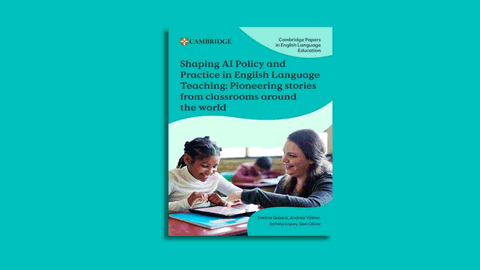 CAMBRIDGE
Cambridge Papers
in English Language
Education
Shaping AI Policy and
Practice in English Language
Teaching: Pioneering stories
from classrooms around
the world